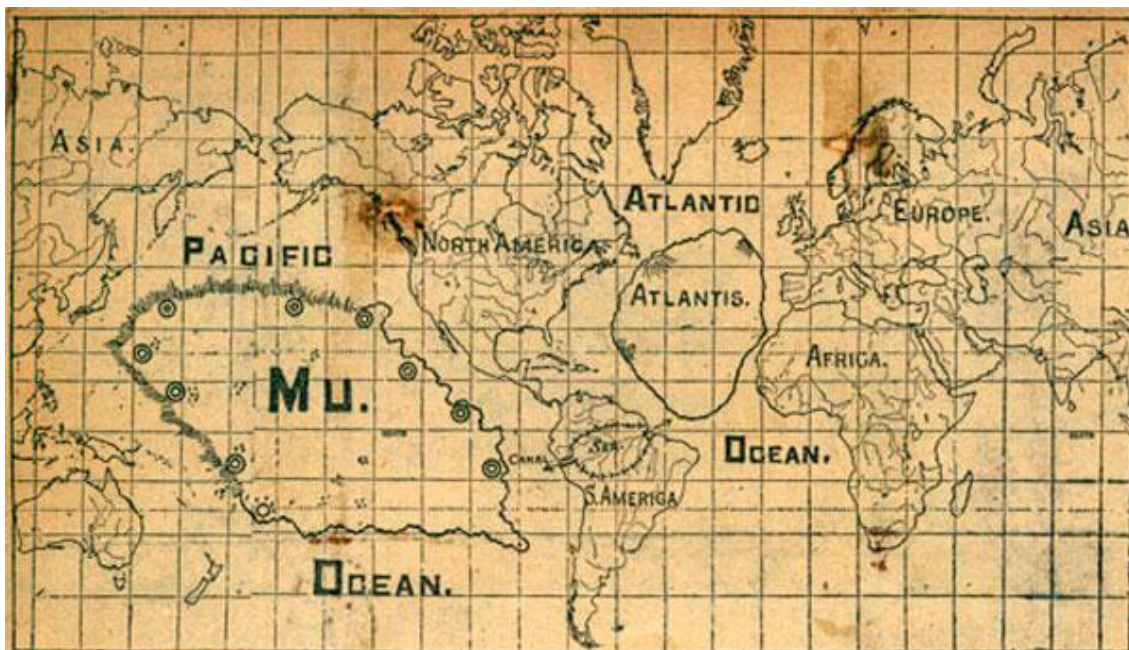 ASIA.
ATLANTIC
EUROPE.
ASIA
PACIFIC
NORTH AMERICA.
ATLANTIS.
AFRICA.
MU.
SEA
CANAL
OCEAN.
S. AMERICA
OCEAN.